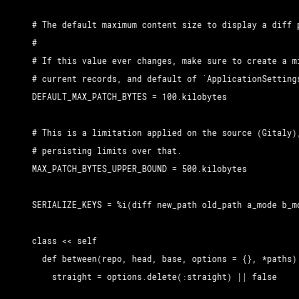 # The default maximum content size to display a diff p
#
# If this value ever changes, make sure to create a mi
# current records, and default of `ApplicationSettings
DEFAULT_MAX_PATCH_BYTES = 100.kilobytes
# This is a limitation applied on the source (Gitaly),
# persisting limits over that.
MAX_PATCH_BYTES_UPPER_BOUND = 500.kilobytes
SERIALIZE_KEYS = %i(diff new_path old_path a_mode b_mo
class << self
def between(repo, head, base, options = {}, *paths)
straight = options.delete(:straight) || false